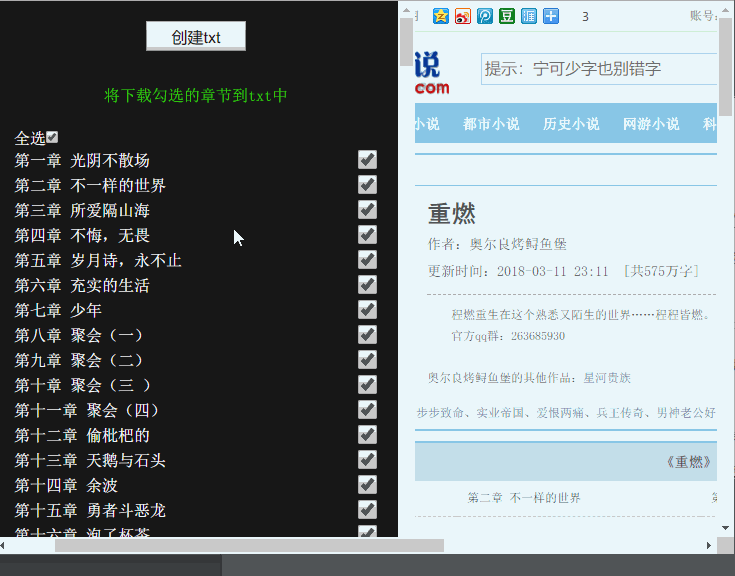 创建txt
将下载勾选的章节到txt中
全选
第一章 光阴不散场
第二章 不一样的世界
第三章 所爱隔山海
第四章 不悔，无畏
第五章 岁月诗，永不止
第六章 充实的生活
第七章 少年
第八章 聚会（一）
第九章 聚会（二）
第十章 聚会（三 ）
第十一章 聚会（四）
第十二章 偷枇杷的
第十三章 天鹅与石头
第十四章 余波
第十五章 勇者斗恶龙
第十六章 泡了杯茶
豆
涯
3
账号
说
com
提示：宁可少字也别错字
小说 都市小说 历史小说 网游小说 科
重燃
作者：奥尔良烤鲟鱼堡
更新时间：2018-03-11 23:11 [共575万字]
程燃重生在这个熟悉又陌生的世界……程程皆燃。
官方qq群：263685930
奥尔良烤鲟鱼堡的其他作品：星河贵族
步步致命、实业帝国、爱恨两痛、兵王传奇、男神老公好
《重燃》
第二章 不一样的世界